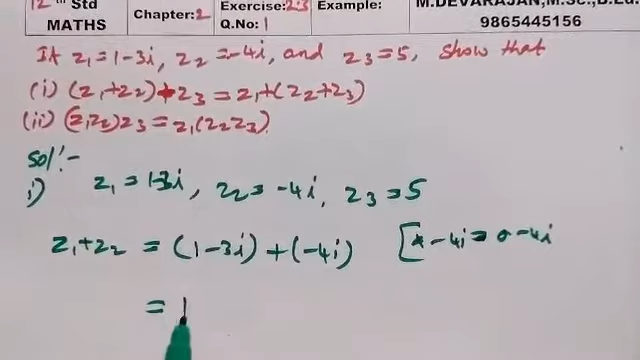 12th Std
MATHS
Chapter:2
Exercise:2.3
Q.No: 1
Example:
M.DEVARAJAN,M.Sc.,B.Ed.
9865445156
If z₁=1-3i, z₂=-4i, and z₃=5, show that
(i) (z₁+z₂)+z₃ = z₁+(z₂+z₃)
(ii) (z₁z₂)z₃ = z₁(z₂z₃)
Sol':-
i) z₁=1-3i, z₂= -4i, z₃=5
z₁+z₂ = (1-3i)+(-4i) [∴ -4i = 0-4i
= 1